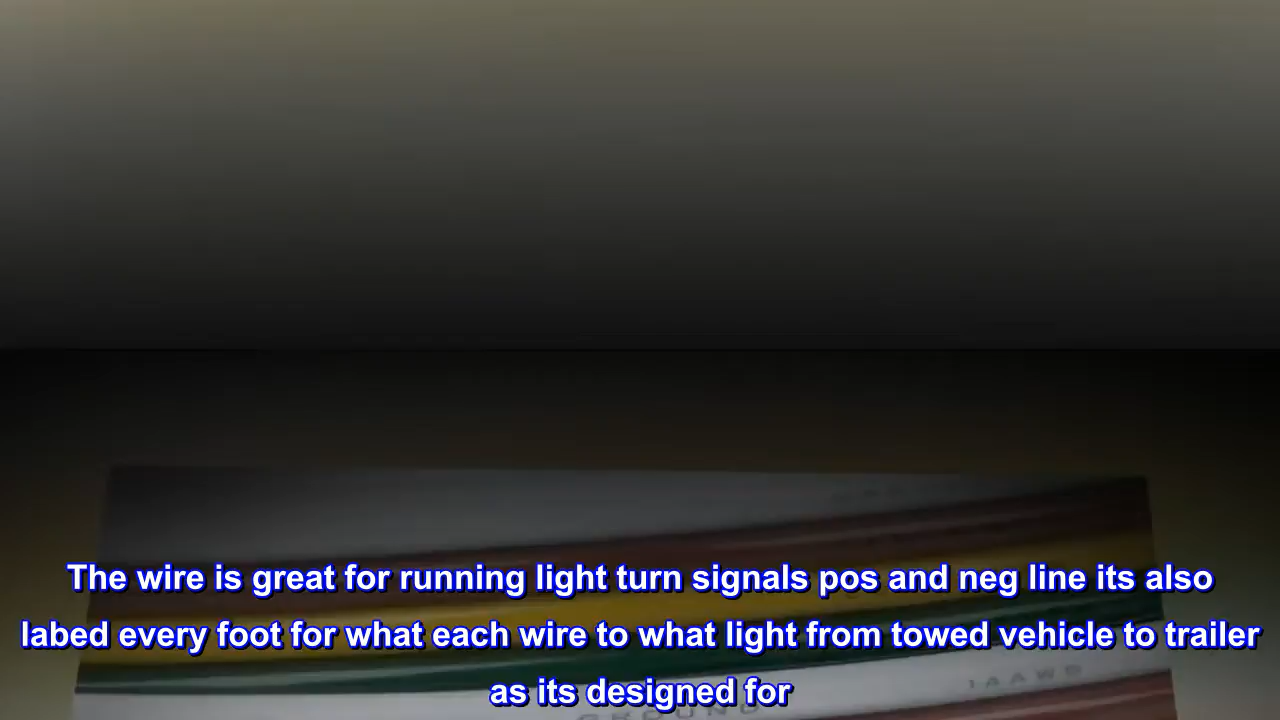 The wire is great for running light turn signals pos and neg line its also
labed every foot for what each wire to what light from towed vehicle to trailer
as its designed for
GROUND